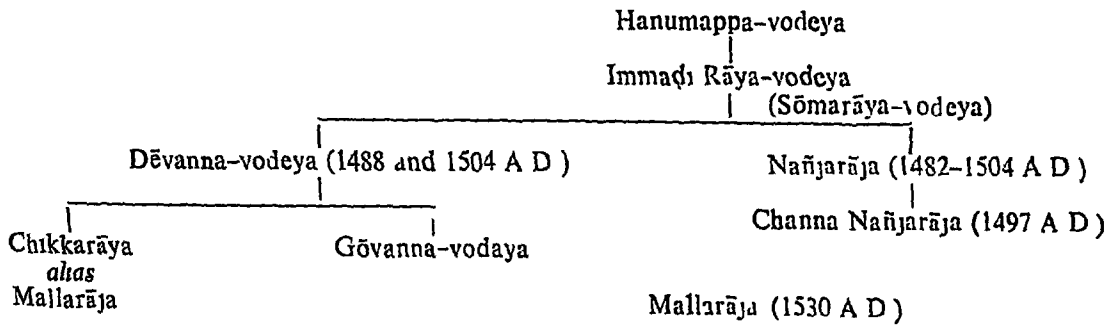 Hanumappa-vodeya
Immaḍi Rāya-vodeya
(Sōmarāya-vodeya)
Dēvanna-vodeya (1488 and 1504 A D) Nañjarāja (1482-1504 A D)
Chikkarāya Gōvanna-vodaya Channa Nañjarāja (1497 A D)
alias
Mallarāja Mallarāja (1530 A D)